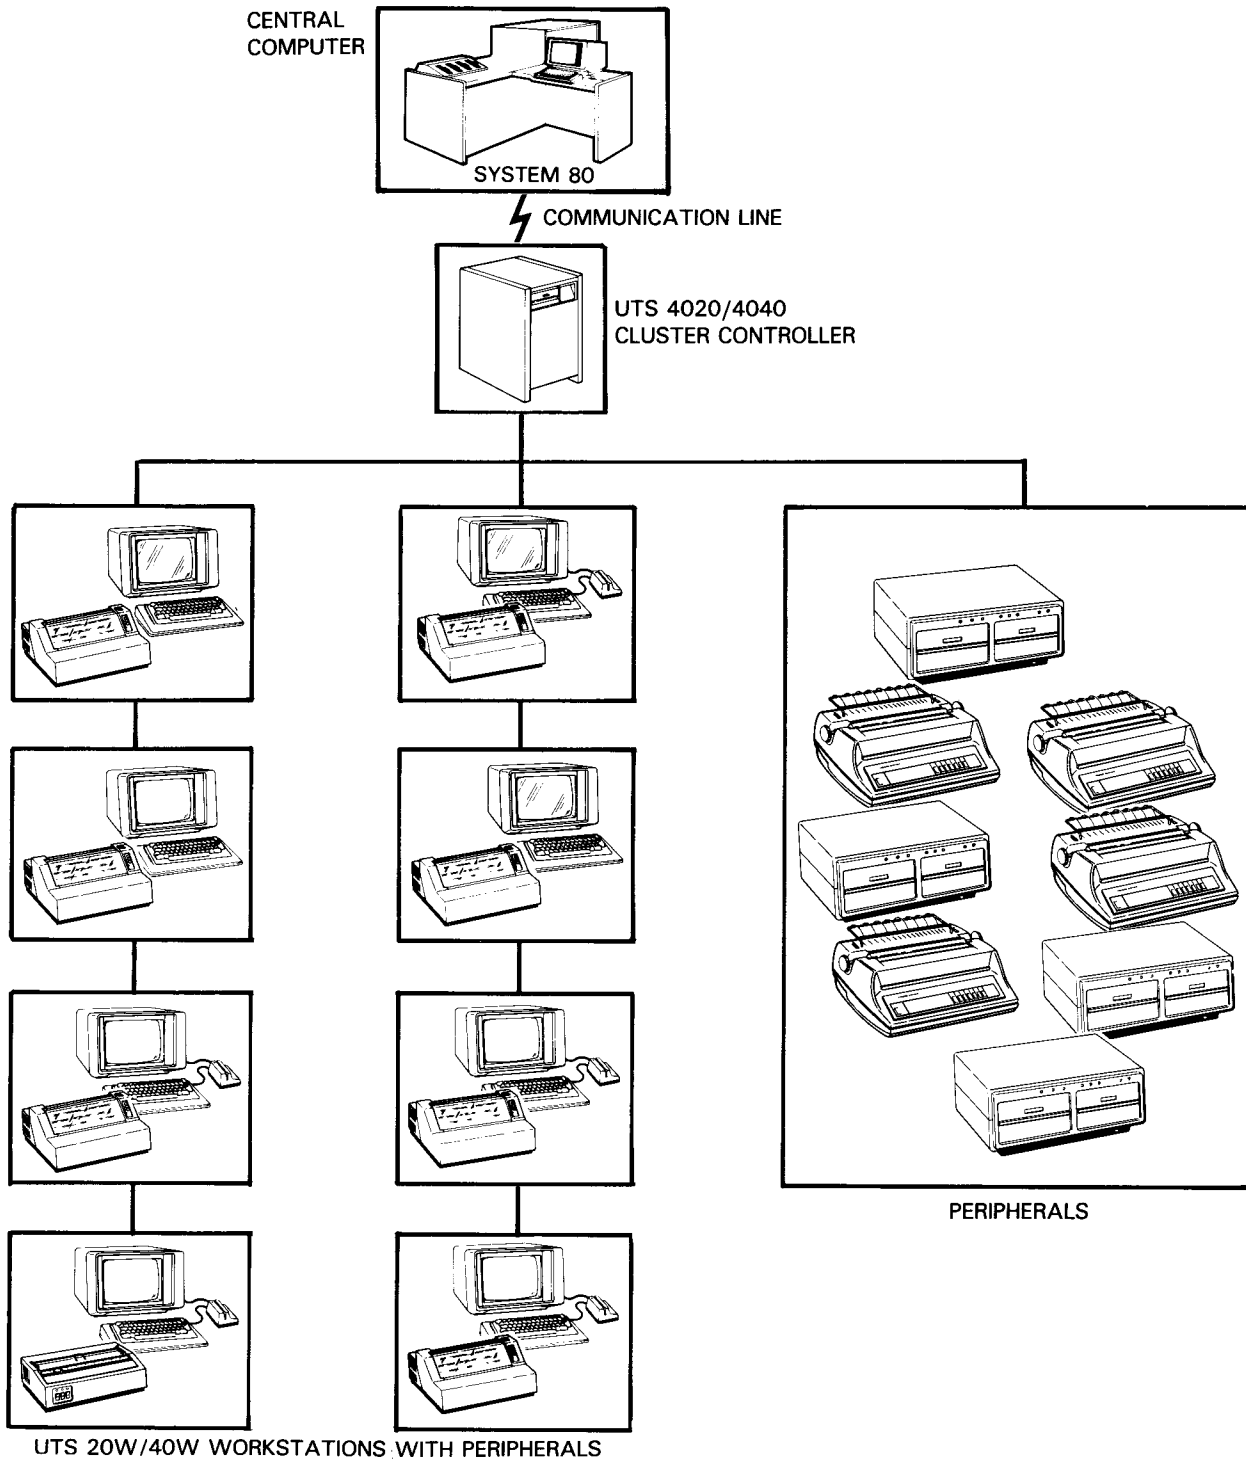 CENTRAL
COMPUTER
SYSTEM 80
COMMUNICATION LINE
UTS 4020/4040
CLUSTER CONTROLLER
PERIPHERALS
UTS 20W/40W WORKSTATIONS WITH PERIPHERALS